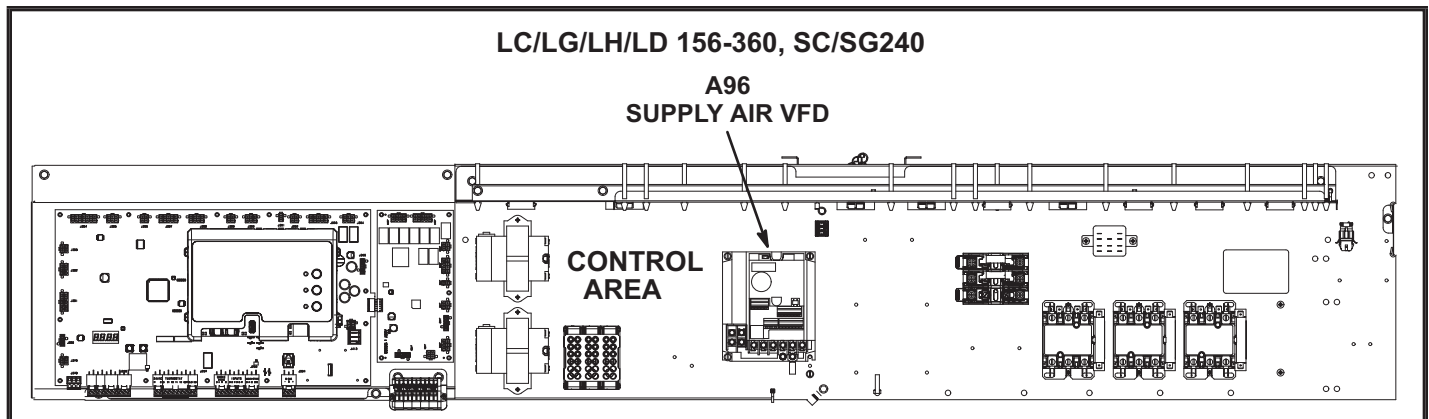 LC/LG/LH/LD 156-360, SC/SG240
A96
SUPPLY AIR VFD
CONTROL
AREA